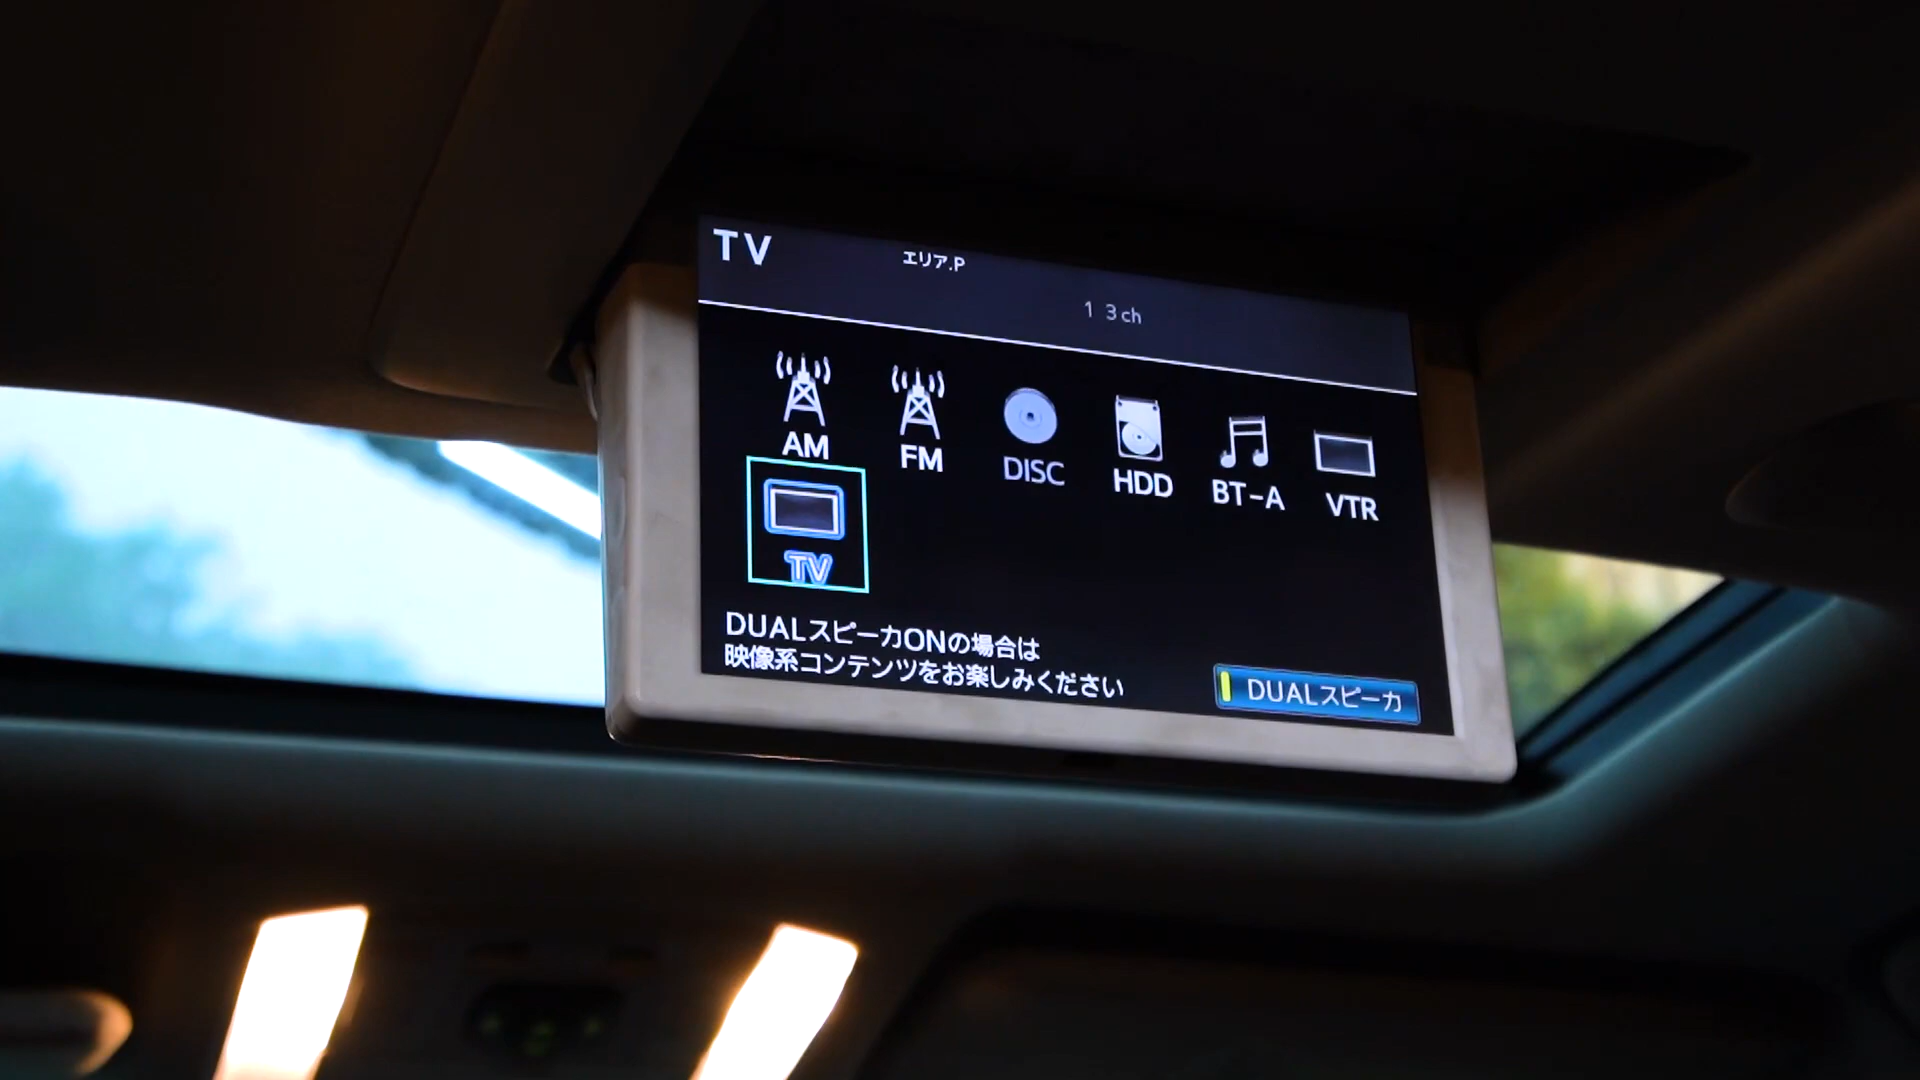 TV
エリア.P
1 3ch
AM
FM
DISC
HDD
BT-A
VTR
TV
DUALスピーカONの場合は
映像系コンテンツをお楽しみください
DUALスピーカ